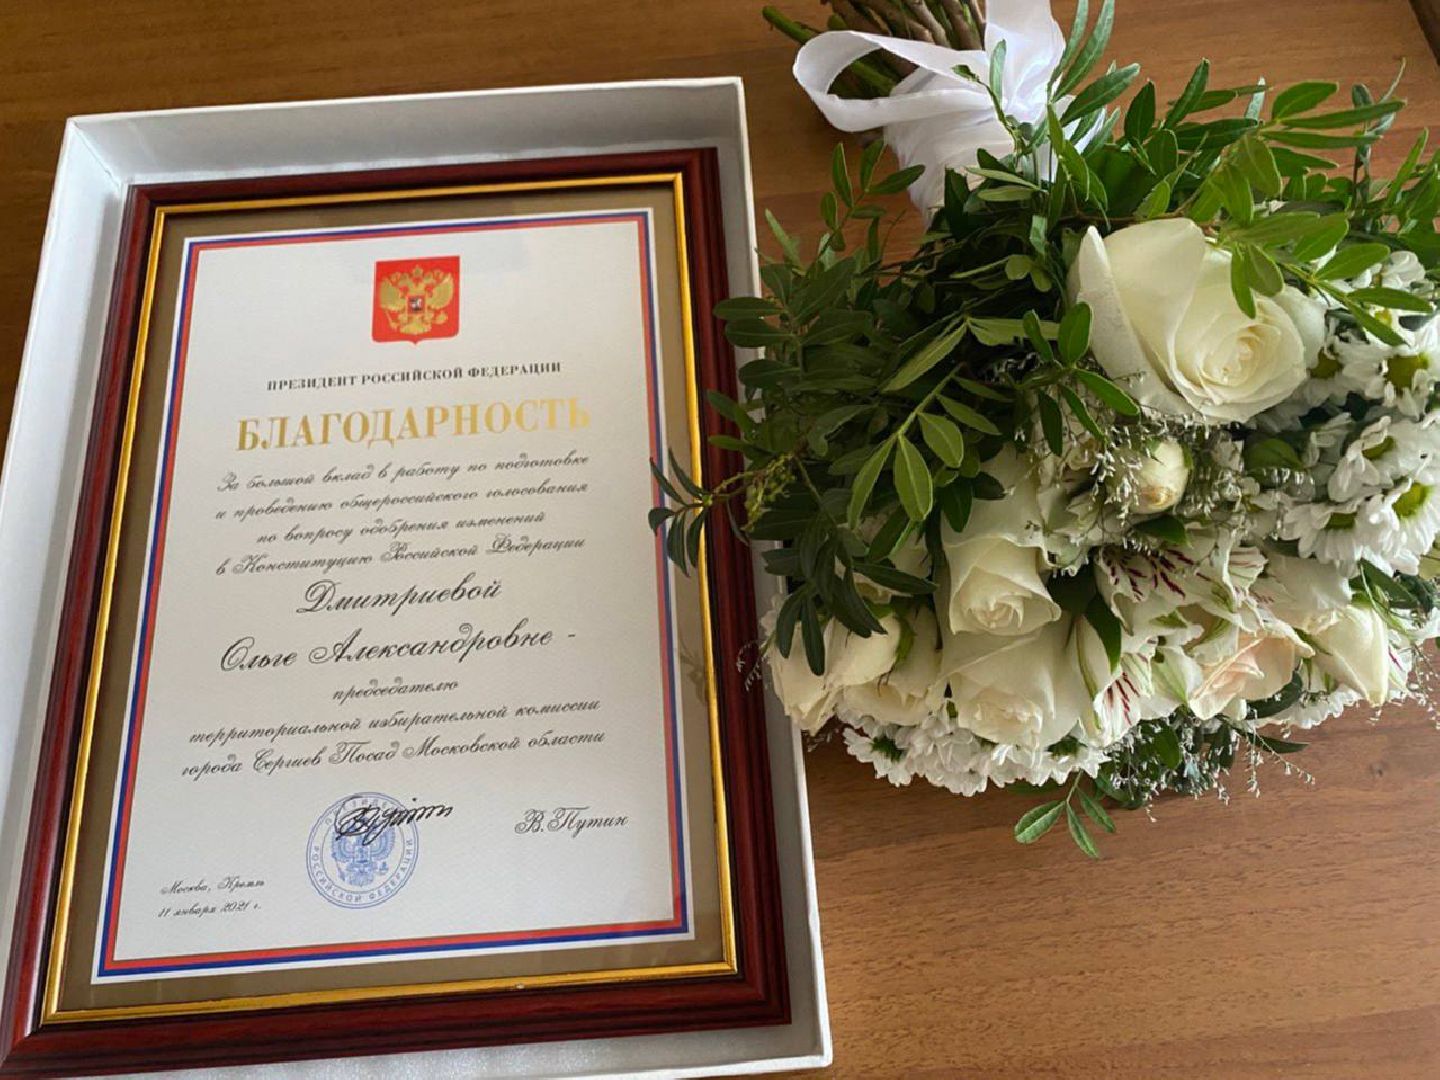 ПРЕЗИДЕНТ РОССИЙСКОЙ ФЕДЕРАЦИИ
БЛАГОДАРНОСТЬ
За большой вклад в работу по подготовке
и проведению общероссийского голосования
по вопросу одобрения изменений
в Конституцию Российской Федерации
Дмитриевой
Ольге Александровне -
председателю
территориальной избирательной комиссии
города Сергиев Посад Московской области
В.Путин
РОССИЙСКОЙ ФЕДЕРАЦИИ
Москва, Кремль
11 января 2021 г.